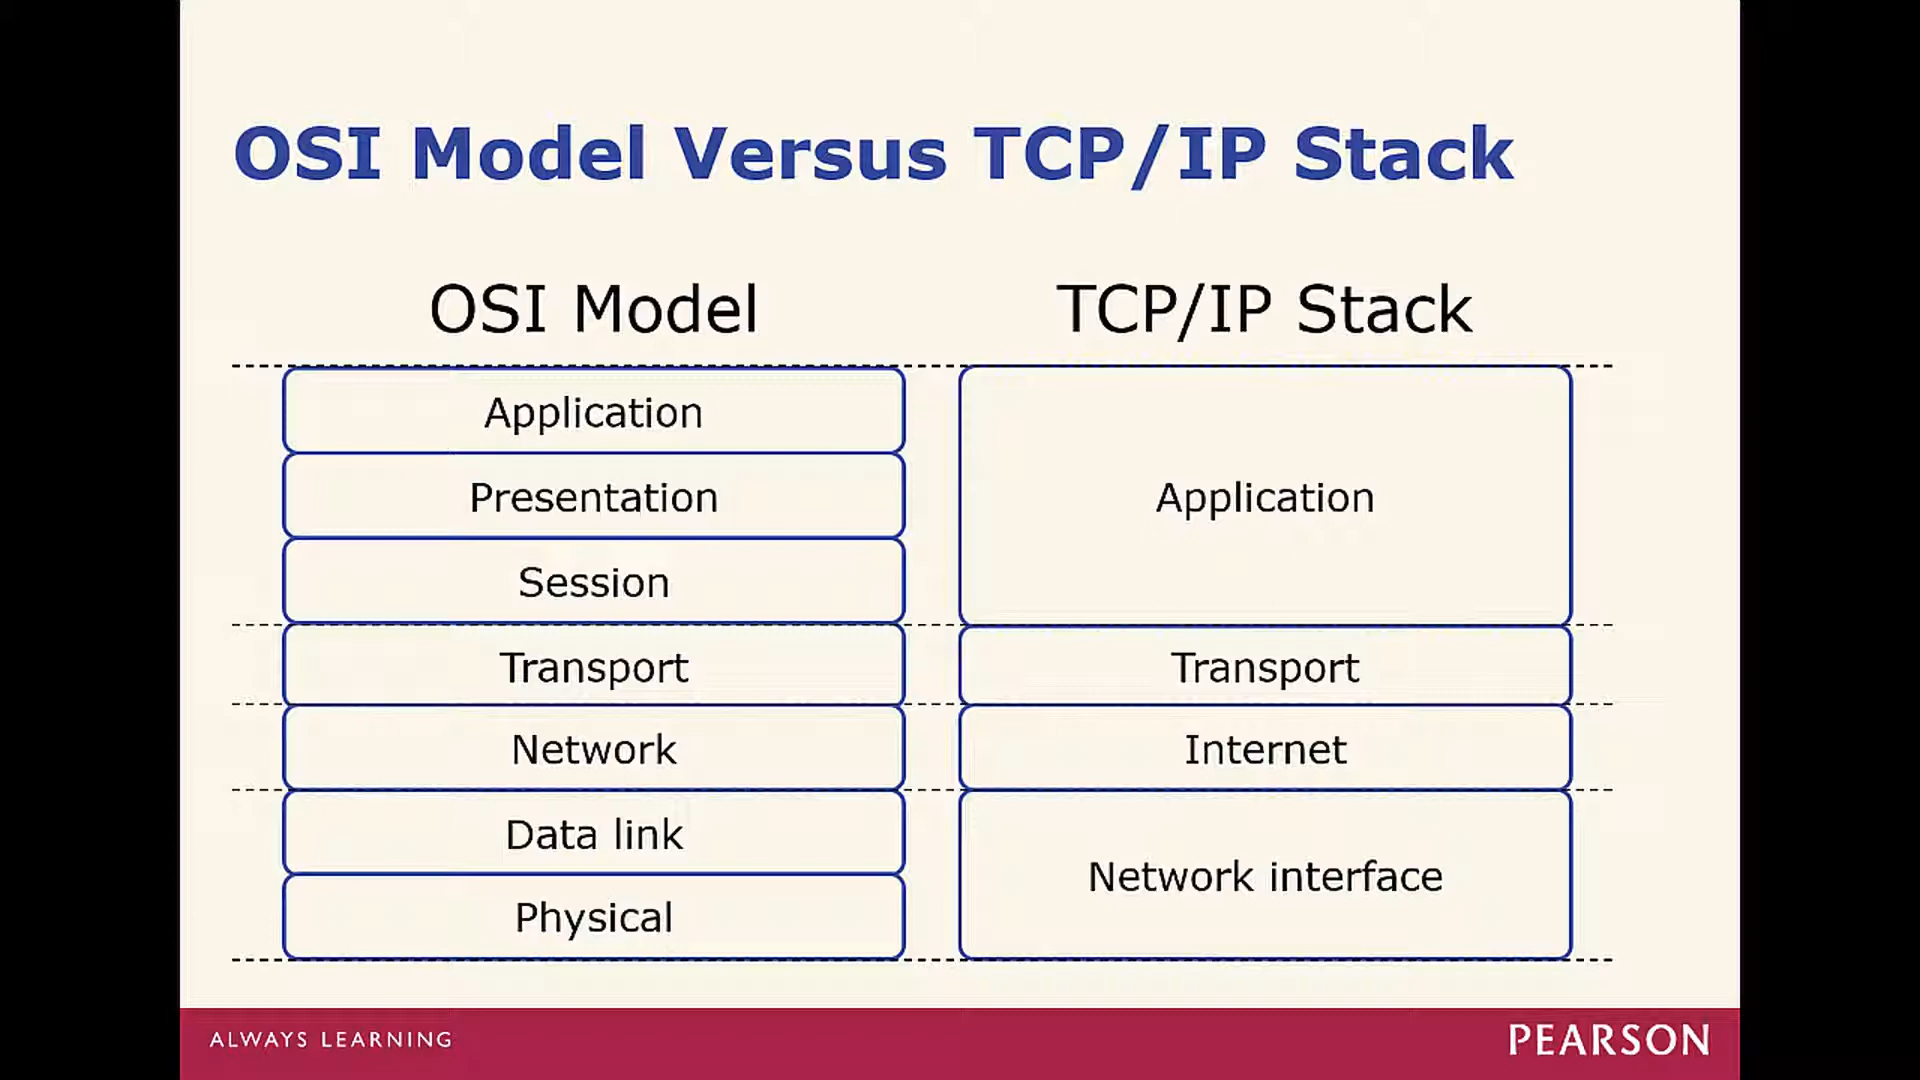 OSI Model Versus TCP/IP Stack
OSI Model
Application
Presentation
Session
Transport
Network
Data link
Physical
TCP/IP Stack
Application
Transport
Internet
Network interface
ALWAYS LEARNING
PEARSON